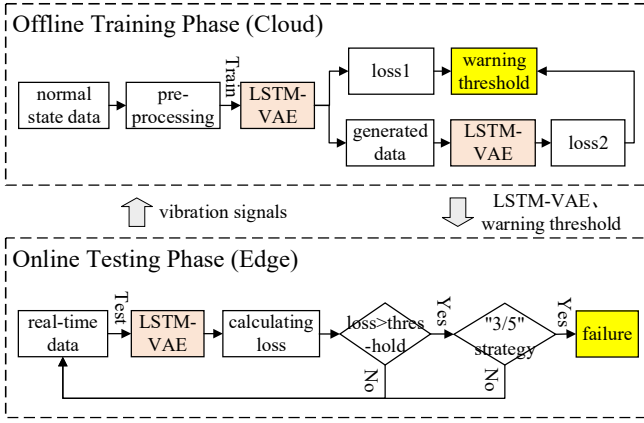 Offline Training Phase (Cloud)
normal
state data
pre-
processing
Train
LSTM-
VAE
loss1
warning
threshold
generated
data
LSTM-
VAE
loss2
vibration signals
LSTM-VAE、
warning threshold
Online Testing Phase (Edge)
real-time
data
Test
LSTM-
VAE
calculating
loss
loss>thres
-hold
Yes
No
"3/5"
strategy
Yes
No
failure